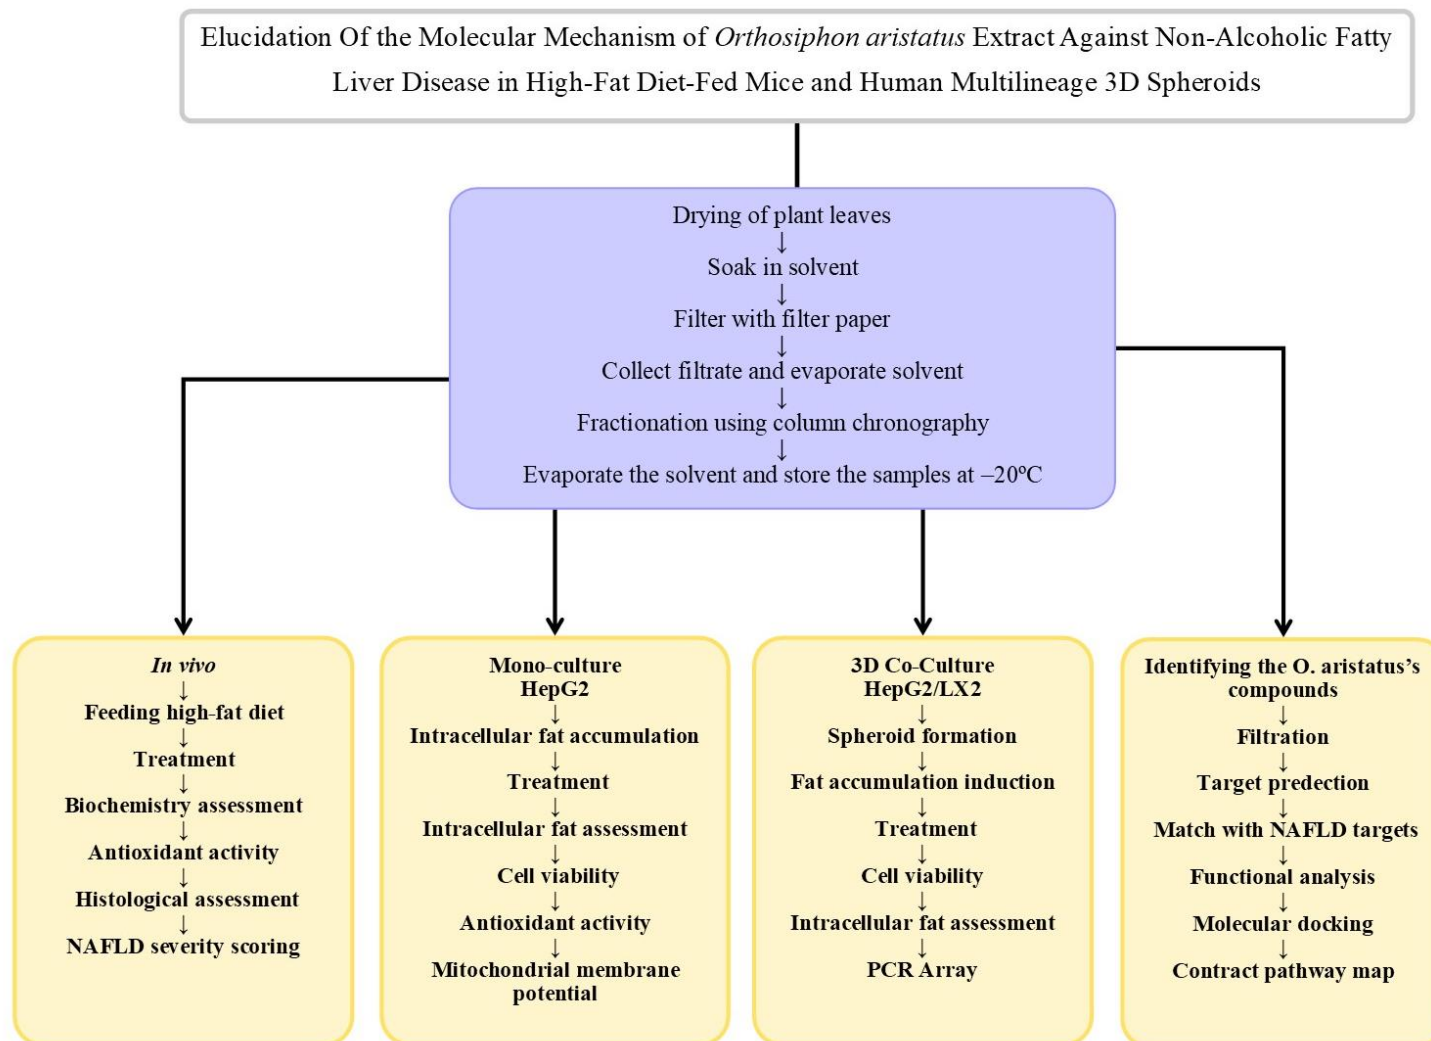 Elucidation Of the Molecular Mechanism of Orthosiphon aristatus Extract Against Non-Alcoholic Fatty
Liver Disease in High-Fat Diet-Fed Mice and Human Multilineage 3D Spheroids
Drying of plant leaves
↓
Soak in solvent
↓
Filter with filter paper
↓
Collect filtrate and evaporate solvent
↓
Fractionation using column chronography
↓
Evaporate the solvent and store the samples at –20ºC
In vivo
↓
Feeding high-fat diet
↓
Treatment
↓
Biochemistry assessment
↓
Antioxidant activity
↓
Histological assessment
↓
NAFLD severity scoring
Mono-culture
HepG2
↓
Intracellular fat accumulation
↓
Treatment
↓
Intracellular fat assessment
↓
Cell viability
↓
Antioxidant activity
↓
Mitochondrial membrane
potential
3D Co-Culture
HepG2/LX2
↓
Spheroid formation
↓
Fat accumulation induction
↓
Treatment
↓
Cell viability
↓
Intracellular fat assessment
↓
PCR Array
Identifying the O. aristatus's
compounds
↓
Filtration
↓
Target predection
↓
Match with NAFLD targets
↓
Functional analysis
↓
Molecular docking
↓
Contract pathway map